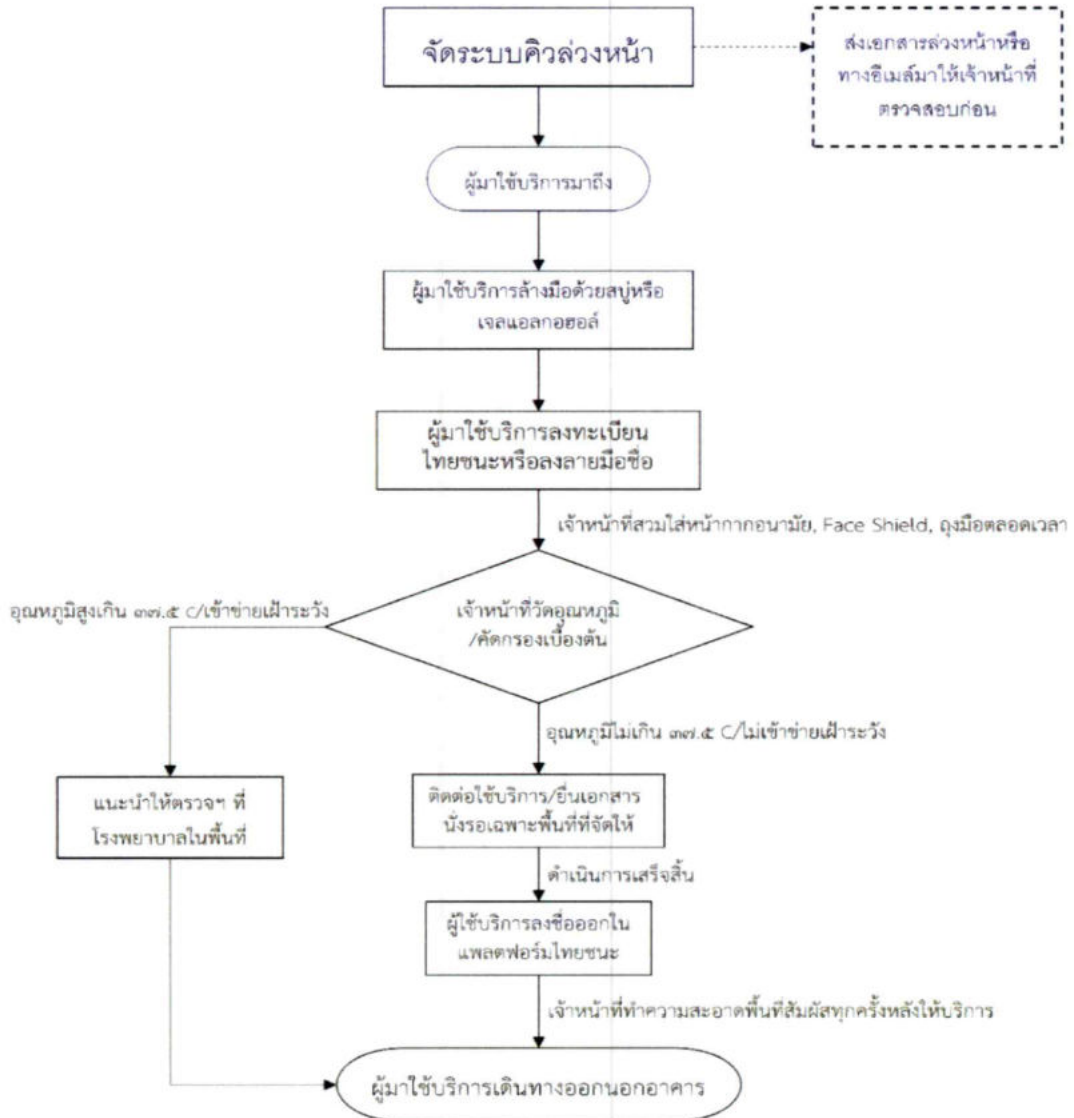 จัดระบบคิวล่วงหน้า
ส่งเอกสารล่วงหน้าหรือ
ทางอีเมล์มาให้เจ้าหน้าที่
ตรวจสอบก่อน
ผู้มาใช้บริการมาถึง
ผู้มาใช้บริการล้างมือด้วยสบู่หรือ
เจลแอลกอฮอล์
ผู้มาใช้บริการลงทะเบียน
ไทยชนะหรือลงลายมือชื่อ
เจ้าหน้าที่สวมใส่หน้ากากอนามัย, Face Shield, ถุงมือตลอดเวลา
เจ้าหน้าที่วัดอุณหภูมิ
/คัดกรองเบื้องต้น
อุณหภูมิสูงเกิน ๓๗.๕ C/เข้าข่ายเฝ้าระวัง
อุณหภูมิไม่เกิน ๓๗.๕ C/ไม่เข้าข่ายเฝ้าระวัง
แนะนำให้ตรวจฯ ที่
โรงพยาบาลในพื้นที่
ติดต่อใช้บริการ/ยื่นเอกสาร
นั่งรอเฉพาะพื้นที่ที่จัดให้
ดำเนินการเสร็จสิ้น
ผู้ใช้บริการลงชื่อออกใน
แพลตฟอร์มไทยชนะ
เจ้าหน้าที่ทำความสะอาดพื้นที่สัมผัสทุกครั้งหลังให้บริการ
ผู้มาใช้บริการเดินทางออกนอกอาคาร